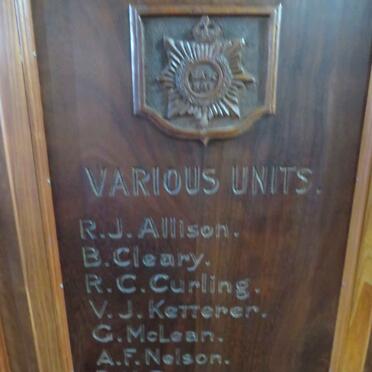 VARIOUS UNITS.
R.J. Allison.
B. Cleary.
R.C. Curling.
V.J. Ketterer.
G. McLean.
A.F. Nelson.